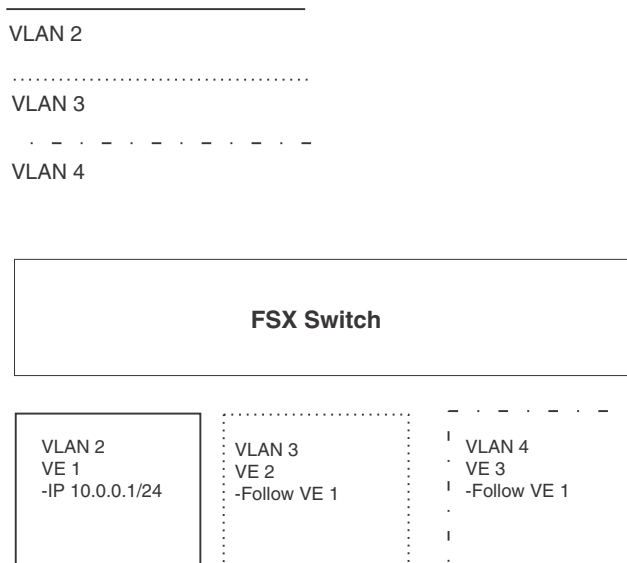 VLAN 2
VLAN 3
VLAN 4
FSX Switch
VLAN 2
VE 1
-IP 10.0.0.1/24
VLAN 3
VE 2
-Follow VE 1
VLAN 4
VE 3
-Follow VE 1